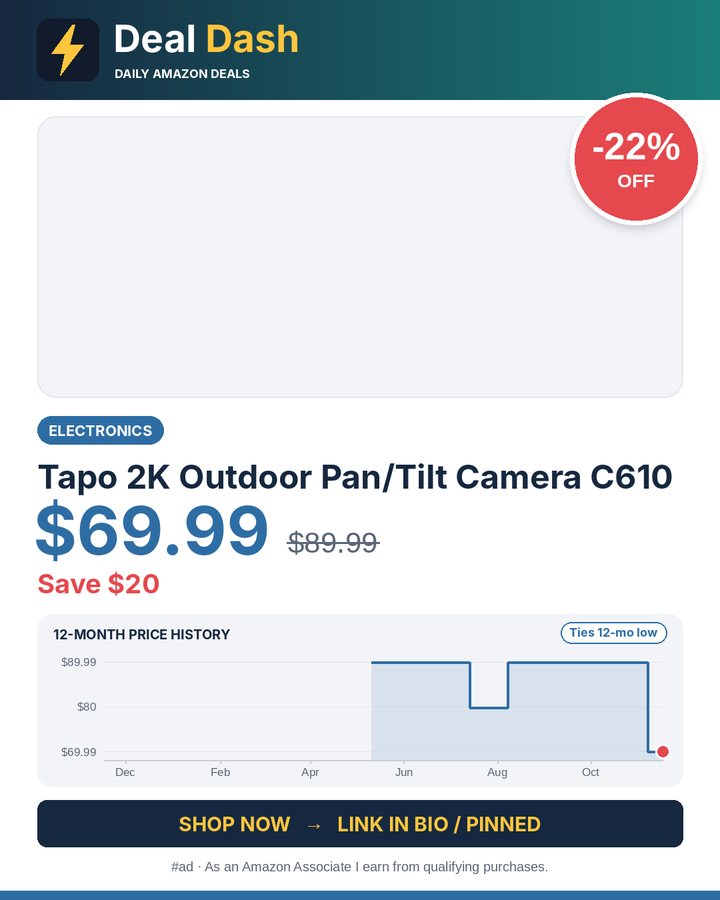 Deal Dash
DAILY AMAZON DEALS
-22%
OFF
ELECTRONICS
Tapo 2K Outdoor Pan/Tilt Camera C610
$69.99 $89.99
Save $20
12-MONTH PRICE HISTORY
Ties 12-mo low
$89.99
$80
$69.99
Dec Feb Apr Jun Aug Oct
SHOP NOW → LINK IN BIO / PINNED
#ad · As an Amazon Associate I earn from qualifying purchases.